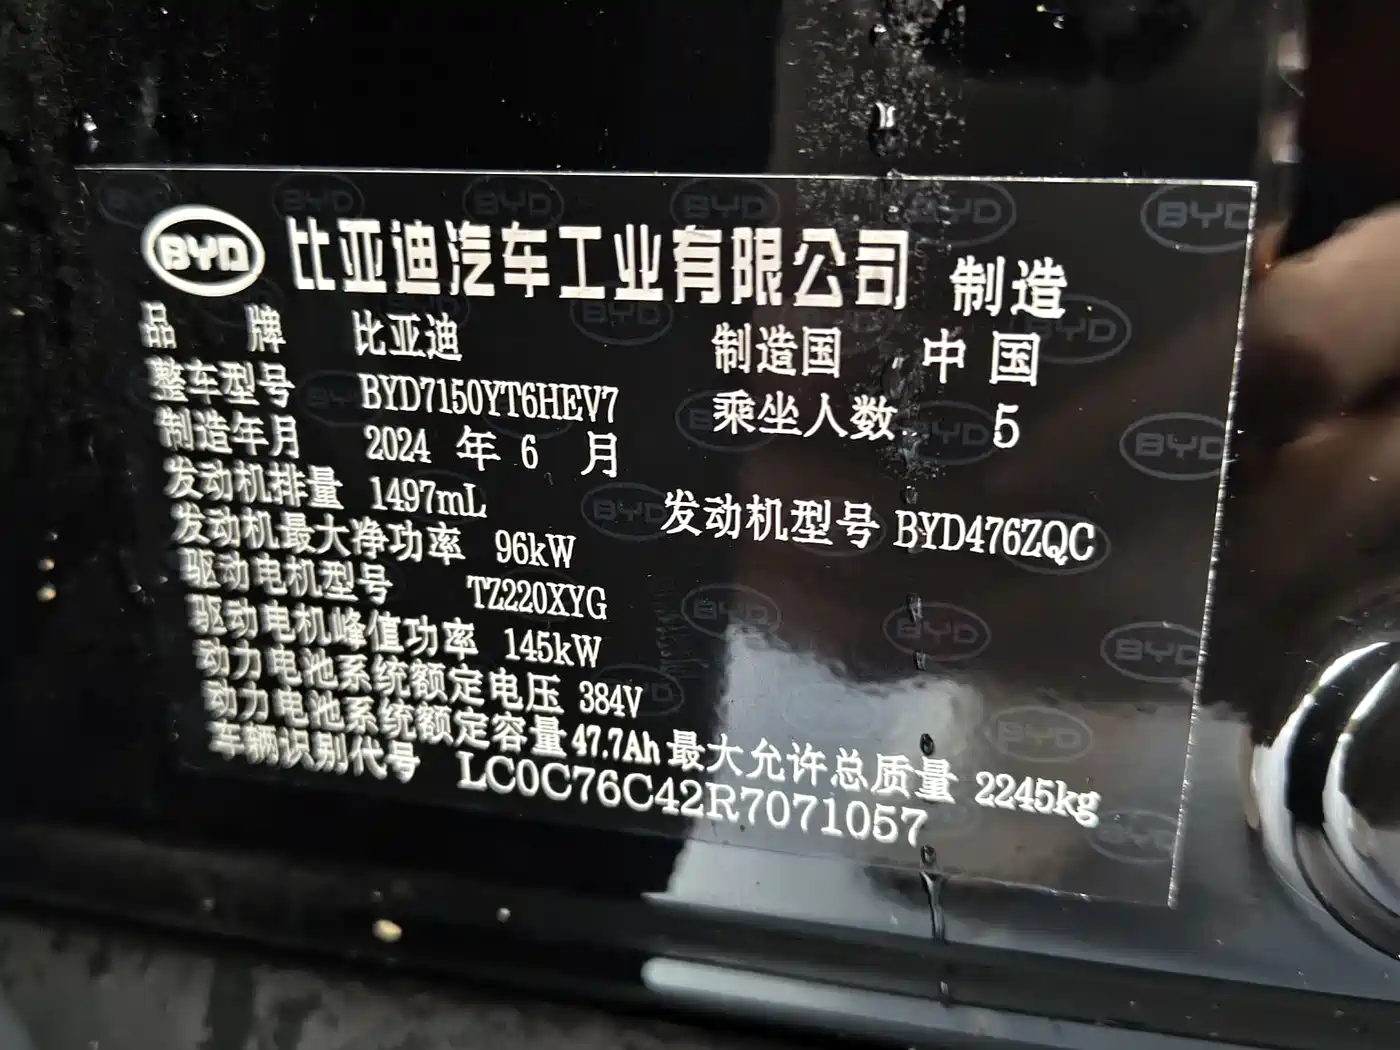 BYD 比亚迪汽车工业有限公司 制造
品 牌 比亚迪 制造国 中国
整车型号 BYD7150YT6HEV7 乘坐人数 5
制造年月 2024 年 6 月
发动机排量 1497mL 发动机型号 BYD476ZQC
发动机最大净功率 96kW
驱动电机型号 TZ220XYG
驱动电机峰值功率 145kW
动力电池系统额定电压 384V
动力电池系统额定容量 47.7Ah 最大允许总质量 2245kg
车辆识别代号 LC0C76C42R7071057